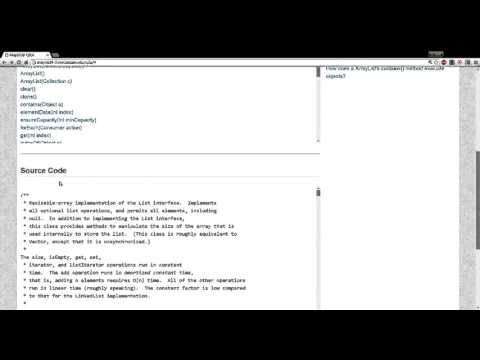 ArrayList()
ArrayList(Collection c)
clear()
clone()
contains(Object o)
elementData(int index)
ensureCapacity(int minCapacity)
forEach(Consumer action)
get(int index)
indexOf(Object o)
How does a ArrayList's contains() method evaluate
objects?
Source Code
/**
* Resizable-array implementation of the List interface. Implements
* all optional list operations, and permits all elements, including
* null. In addition to implementing the List interface,
* this class provides methods to manipulate the size of the array that is
* used internally to store the list. (This class is roughly equivalent to
* Vector, except that it is unsynchronized.)
*
The size, isEmpty, get, set,
* iterator, and listIterator operations run in constant
* time. The add operation runs in amortized constant time,
* that is, adding n elements requires O(n) time. All of the other operations
* run in linear time (roughly speaking). The constant factor is low compared
* to that for the LinkedList implementation.
*